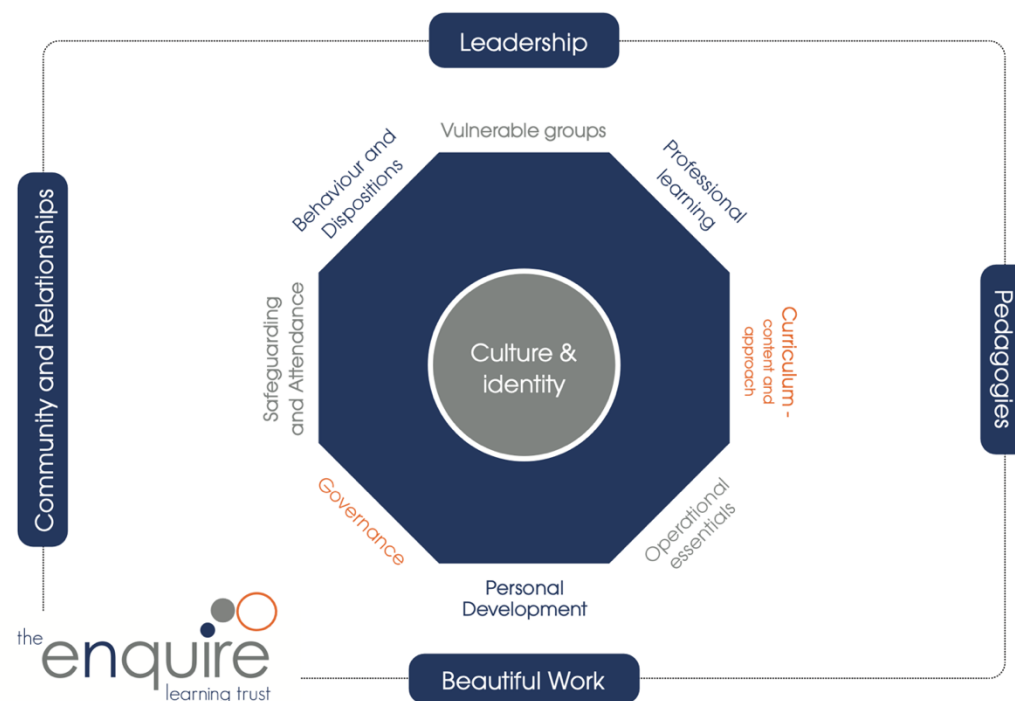 Leadership
Vulnerable groups
Behaviour and
Dispositions
Professional
learning
Community and Relationships
Safeguarding
and Attendance
Culture &
identity
Curriculum -
content and
approach
Pedagogies
Governance
Operational
essentials
Personal
Development
the
enquire
learning trust
Beautiful Work